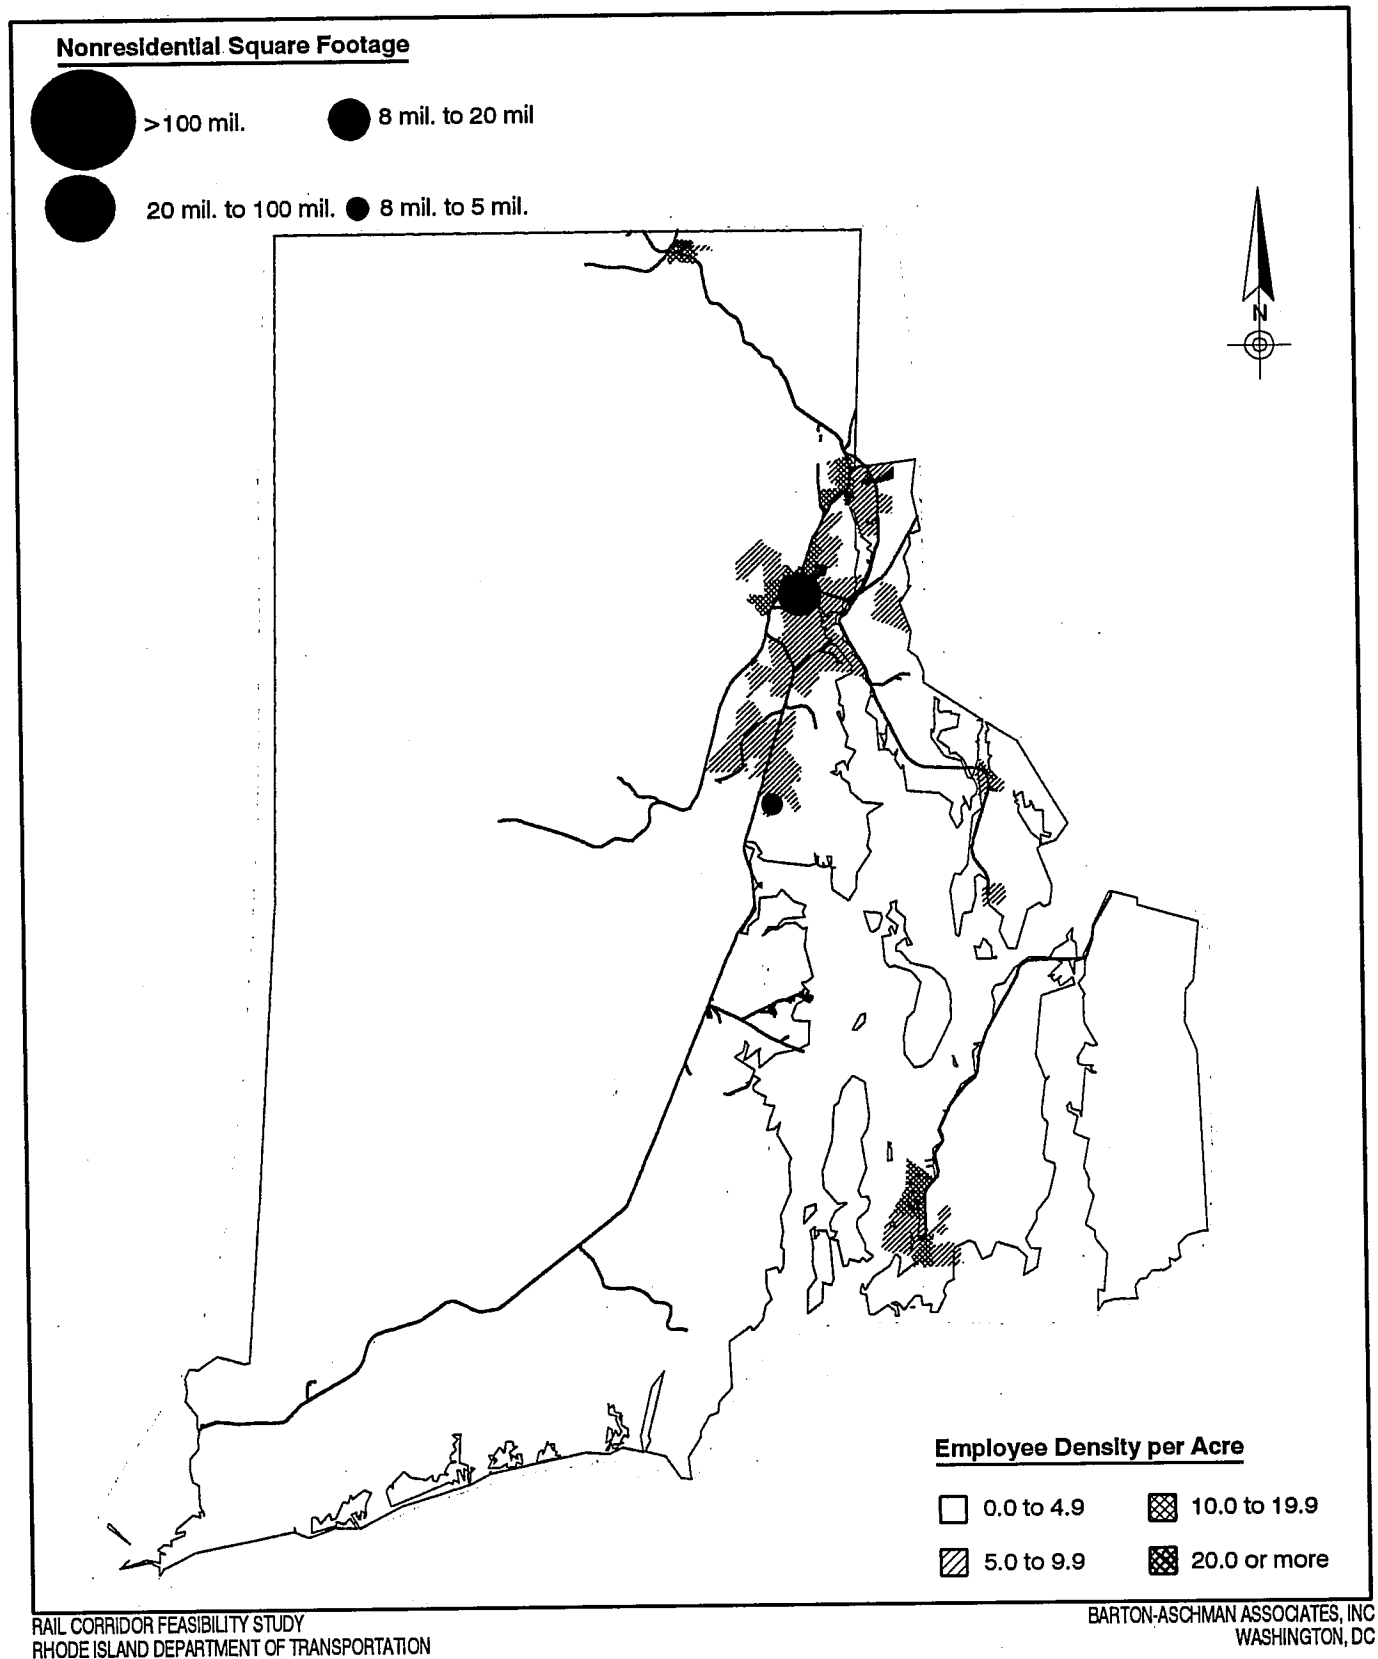 Nonresidential Square Footage
>100 mil.
8 mil. to 20 mil
20 mil. to 100 mil.
8 mil. to 5 mil.
N
Employee Density per Acre
0.0 to 4.9
10.0 to 19.9
5.0 to 9.9
20.0 or more
RAIL CORRIDOR FEASIBILITY STUDY
RHODE ISLAND DEPARTMENT OF TRANSPORTATION
BARTON-ASCHMAN ASSOCIATES, INC
WASHINGTON, DC